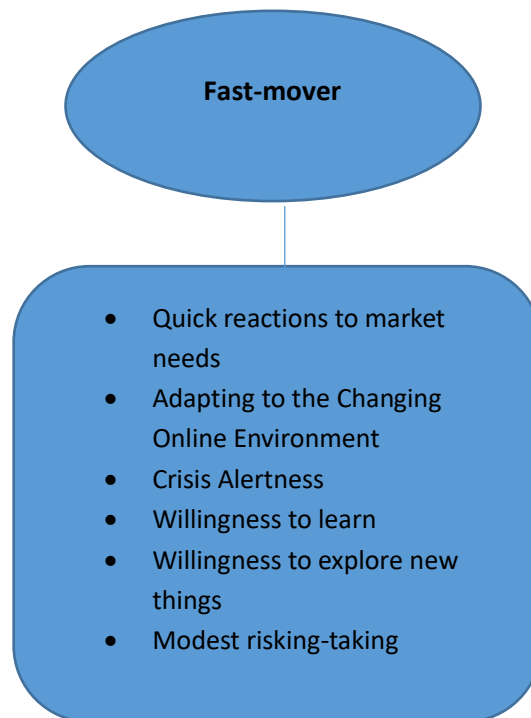 Fast-mover
• Quick reactions to market
needs
• Adapting to the Changing
Online Environment
• Crisis Alertness
• Willingness to learn
• Willingness to explore new
things
• Modest risking-taking